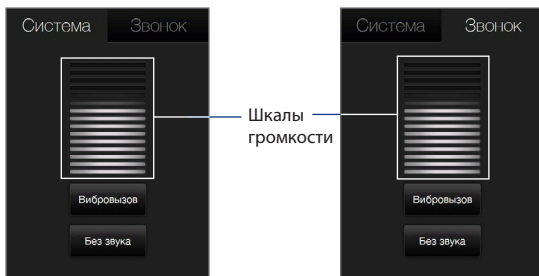 Система Звонок
Вибровызов
Без звука
Шкалы
громкости
Система Звонок
Вибровызов
Без звука